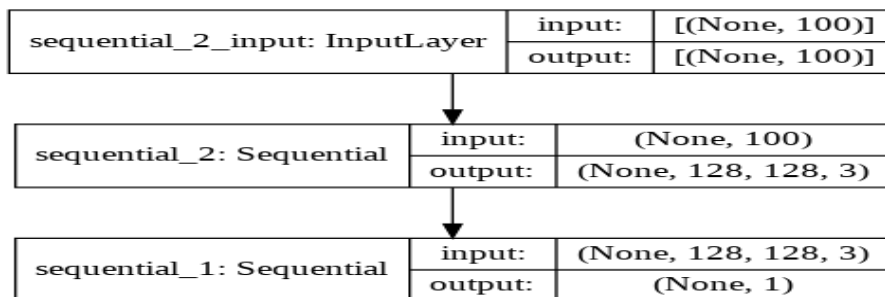 sequential_2_input: InputLayer
input: [(None, 100)]
output: [(None, 100)]
sequential_2: Sequential
input: (None, 100)
output: (None, 128, 128, 3)
sequential_1: Sequential
input: (None, 128, 128, 3)
output: (None, 1)